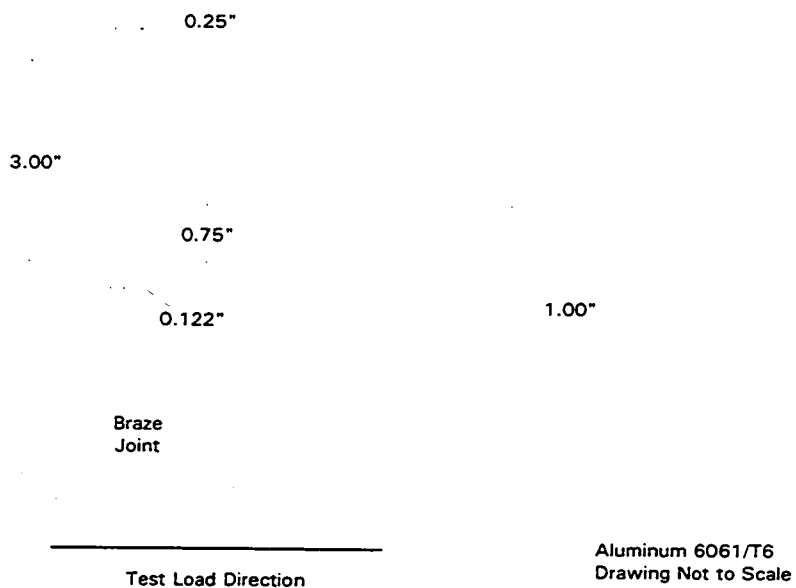 0.25"
3.00"
0.75"
0.122"
1.00"
Braze
Joint
Test Load Direction
Aluminum 6061/T6
Drawing Not to Scale